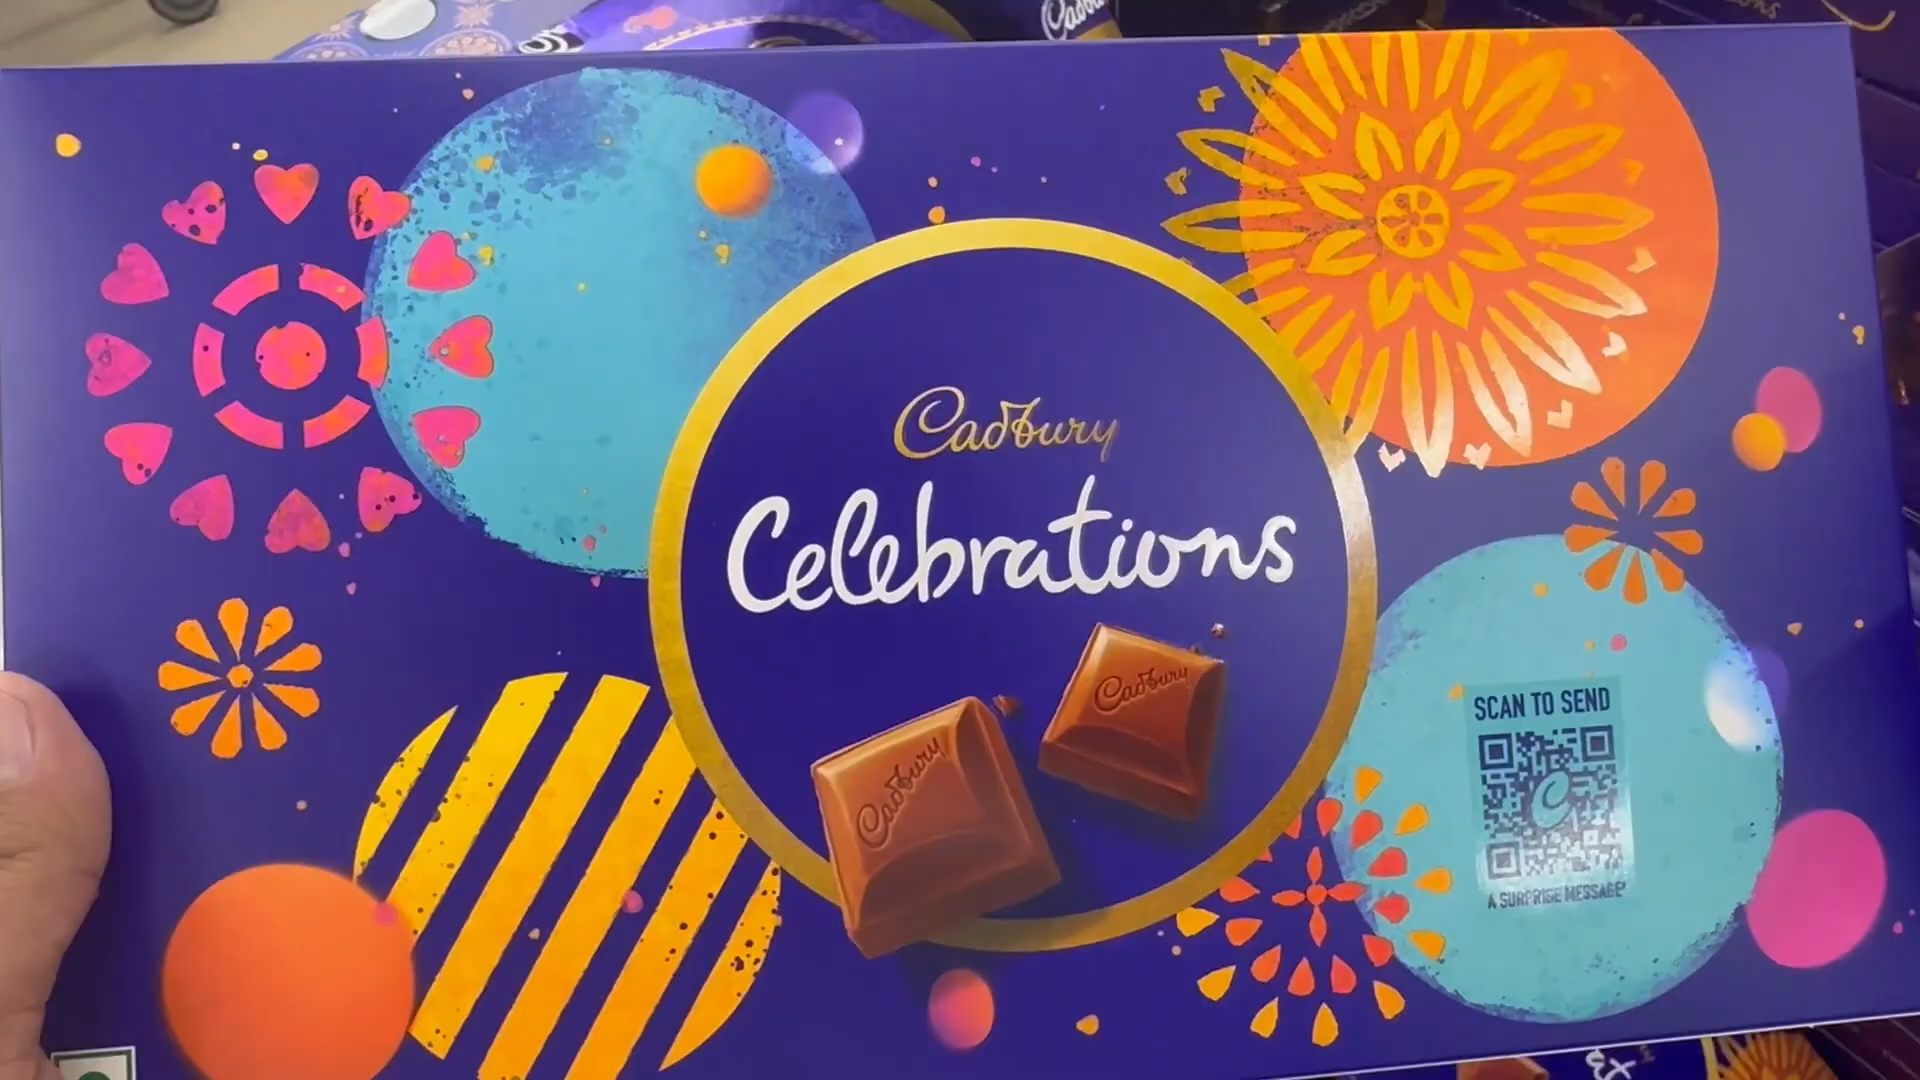 Cadbury
Celebrations
Cadbury
Cadbury
SCAN TO SEND
A SURPRISE MESSAGE*